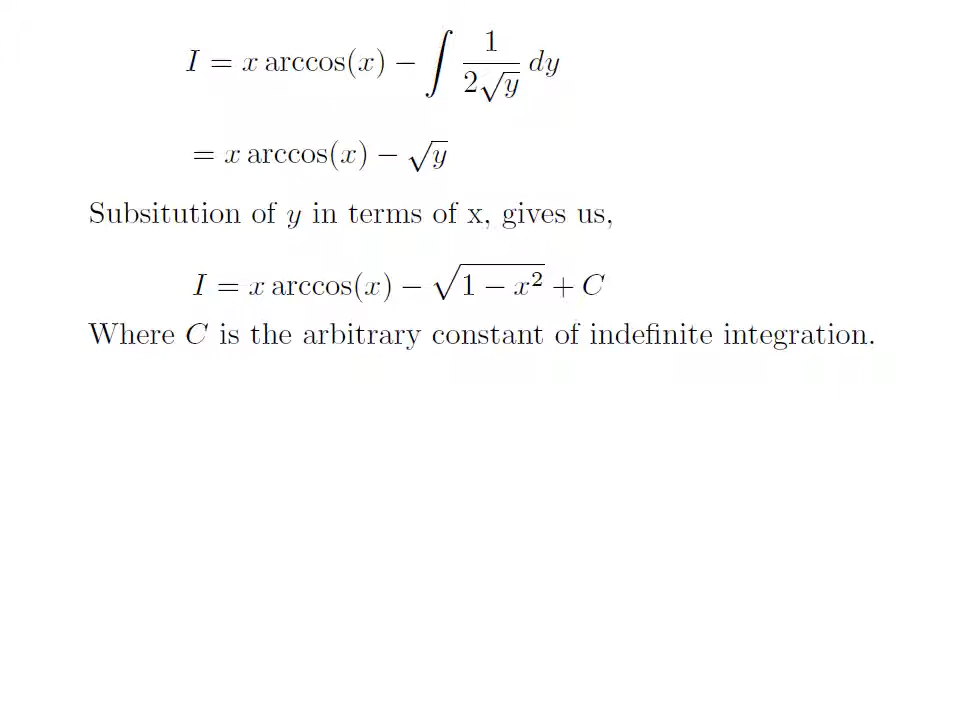 I = x arccos(x) − ∫ 1/(2√y) dy
= x arccos(x) − √y
Subsitution of y in terms of x, gives us,
I = x arccos(x) − √(1 − x²) + C
Where C is the arbitrary constant of indefinite integration.